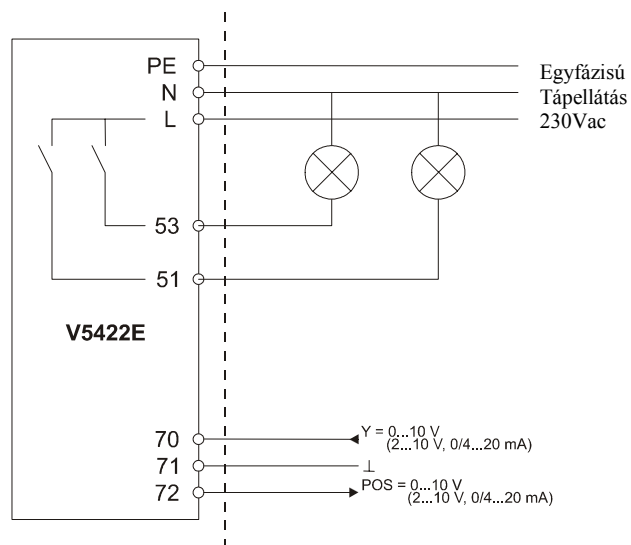 PE
N
L
Egyfázisú
Tápellátás
230Vac
53
51
V5422E
70
Y = 0...10 V
(2...10 V, 0/4...20 mA)
71
⊥
72
POS = 0...10 V
(2...10 V, 0/4...20 mA)